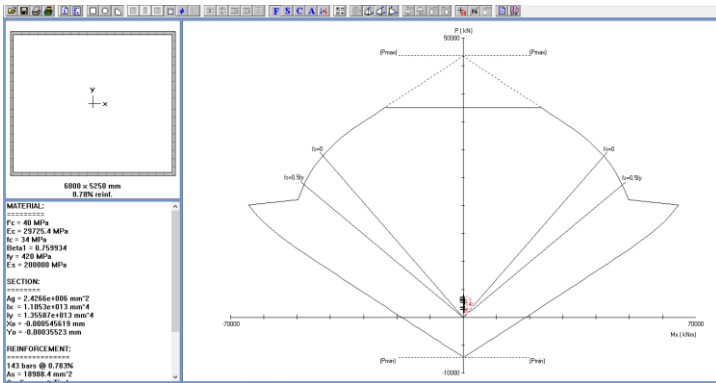 F S C A
P (kN)
50000
(Pmax)
(Pmax)
y
x
fs=0
fs=0
fs=0.5fy
fs=0.5fy
6000 x 5250 mm
0.78% reinf.
MATERIAL:
=========
f'c = 40 MPa
Ec = 29725.4 MPa
fc = 34 MPa
Beta1 = 0.759934
fy = 420 MPa
Es = 200000 MPa
SECTION:
========
Ag = 2.4266e+006 mm^2
Ix = 1.1053e+013 mm^4
Iy = 1.35587e+013 mm^4
Xo = -0.000545619 mm
Yo = -0.00035523 mm
REINFORCEMENT:
===============
143 bars @ 0.783%
As = 18988.4 mm^2
-70000
70000
Mx (kNm)
(Pmin)
(Pmin)
-10000